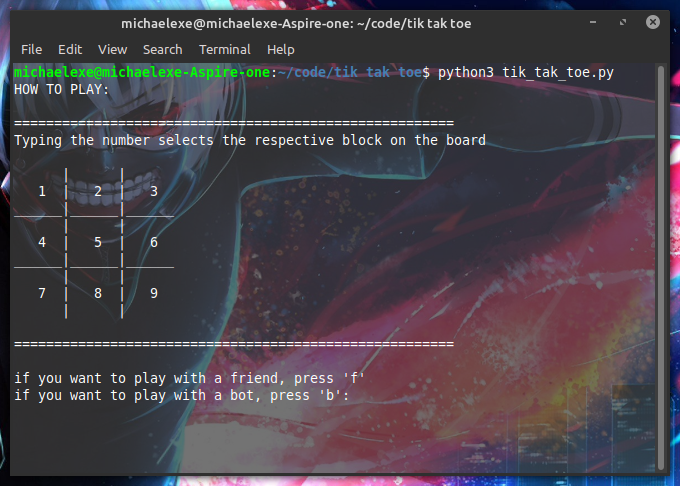 michaelexe@michaelexe-Aspire-one: ~/code/tik tak toe
File Edit View Search Terminal Help
michaelexe@michaelexe-Aspire-one:~/code/tik tak toe$ python3 tik_tak_toe.py
HOW TO PLAY:
=======================================================
Typing the number selects the respective block on the board
1 | 2 | 3
4 | 5 | 6
7 | 8 | 9
=======================================================
if you want to play with a friend, press 'f'
if you want to play with a bot, press 'b':